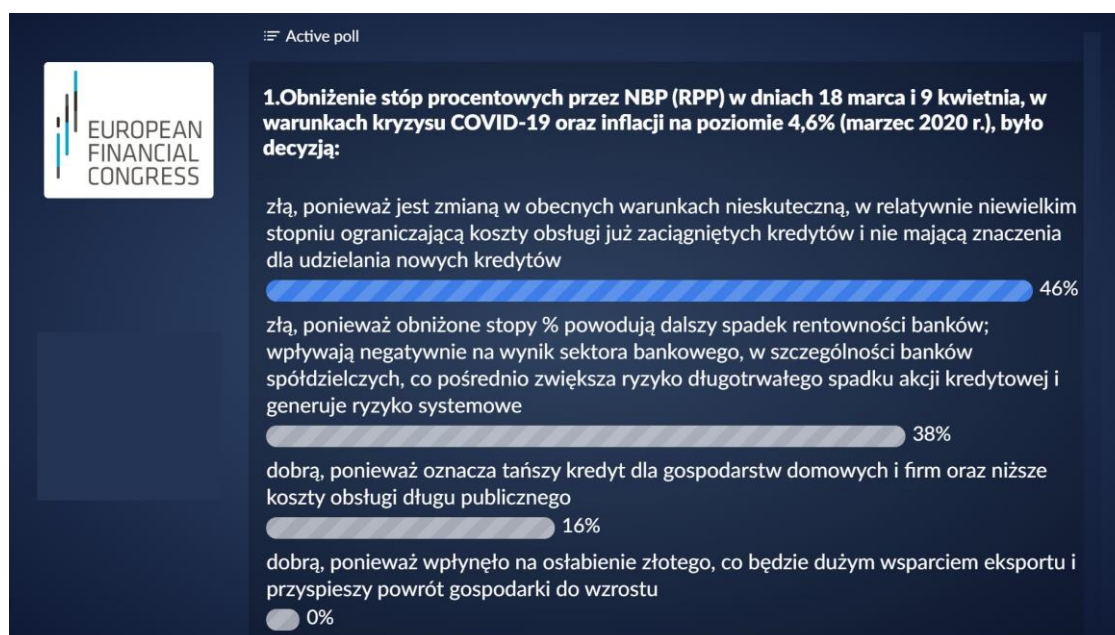 Active poll
EUROPEAN
FINANCIAL
CONGRESS
1.Obniżenie stóp procentowych przez NBP (RPP) w dniach 18 marca i 9 kwietnia, w
warunkach kryzysu COVID-19 oraz inflacji na poziomie 4,6% (marzec 2020 r.), było
decyzją:
złą, ponieważ jest zmianą w obecnych warunkach nieskuteczną, w relatywnie niewielkim
stopniu ograniczającą koszty obsługi już zaciągniętych kredytów i nie mającą znaczenia
dla udzielania nowych kredytów
46%
złą, ponieważ obniżone stopy % powodują dalszy spadek rentowności banków;
wpływają negatywnie na wynik sektora bankowego, w szczególności banków
spółdzielczych, co pośrednio zwiększa ryzyko długotrwałego spadku akcji kredytowej i
generuje ryzyko systemowe
38%
dobrą, ponieważ oznacza tańszy kredyt dla gospodarstw domowych i firm oraz niższe
koszty obsługi długu publicznego
16%
dobrą, ponieważ wpłynęło na osłabienie złotego, co będzie dużym wsparciem eksportu i
przyspieszy powrót gospodarki do wzrostu
0%